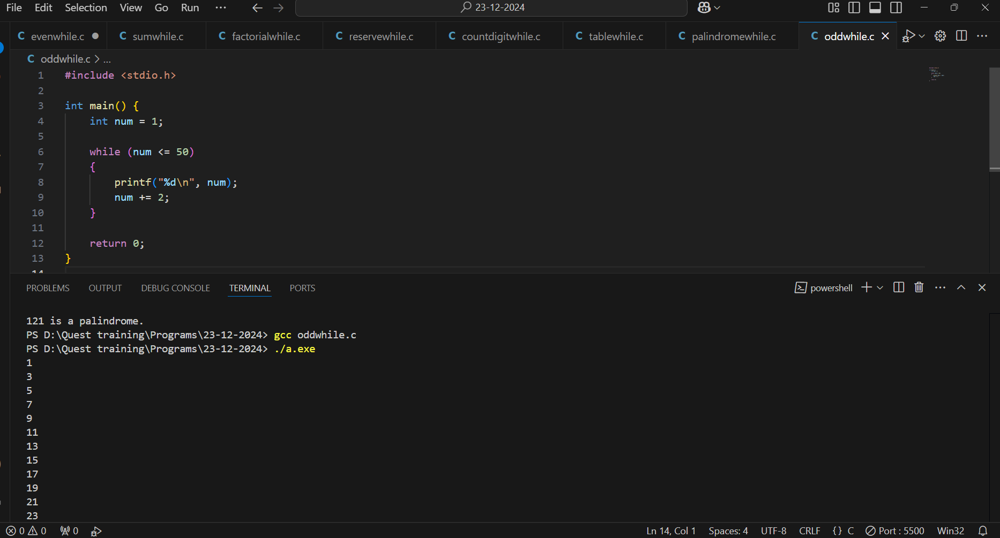 File Edit Selection View Go Run ... 23-12-2024
C evenwhile.c C sumwhile.c C factorialwhile.c C reservewhile.c C countdigitwhile.c C tablewhile.c C palindromewhile.c C oddwhile.c
C oddwhile.c > ...
1 #include <stdio.h>
2
3 int main() {
4 int num = 1;
5
6 while (num <= 50)
7 {
8 printf("%d\n", num);
9 num += 2;
10 }
11
12 return 0;
13 }
14
PROBLEMS OUTPUT DEBUG CONSOLE TERMINAL PORTS powershell
121 is a palindrome.
PS D:\Quest training\Programs\23-12-2024> gcc oddwhile.c
PS D:\Quest training\Programs\23-12-2024> ./a.exe
1
3
5
7
9
11
13
15
17
19
21
23
0 0 0 Ln 14, Col 1 Spaces: 4 UTF-8 CRLF {} C Port : 5500 Win32